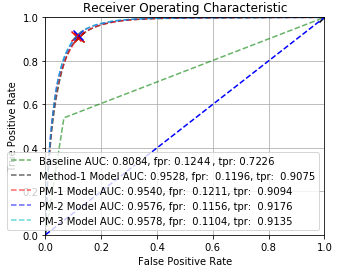 Receiver Operating Characteristic
1.0
0.8
0.6
0.4
0.2
0.0
True Positive Rate
Baseline AUC: 0.8084, fpr: 0.1244, tpr: 0.7226
Method-1 Model AUC: 0.9528, fpr: 0.1196, tpr: 0.9075
PM-1 Model AUC: 0.9540, fpr: 0.1211, tpr: 0.9094
PM-2 Model AUC: 0.9576, fpr: 0.1156, tpr: 0.9176
PM-3 Model AUC: 0.9578, fpr: 0.1104, tpr: 0.9135
0.0 0.2 0.4 0.6 0.8 1.0
False Positive Rate